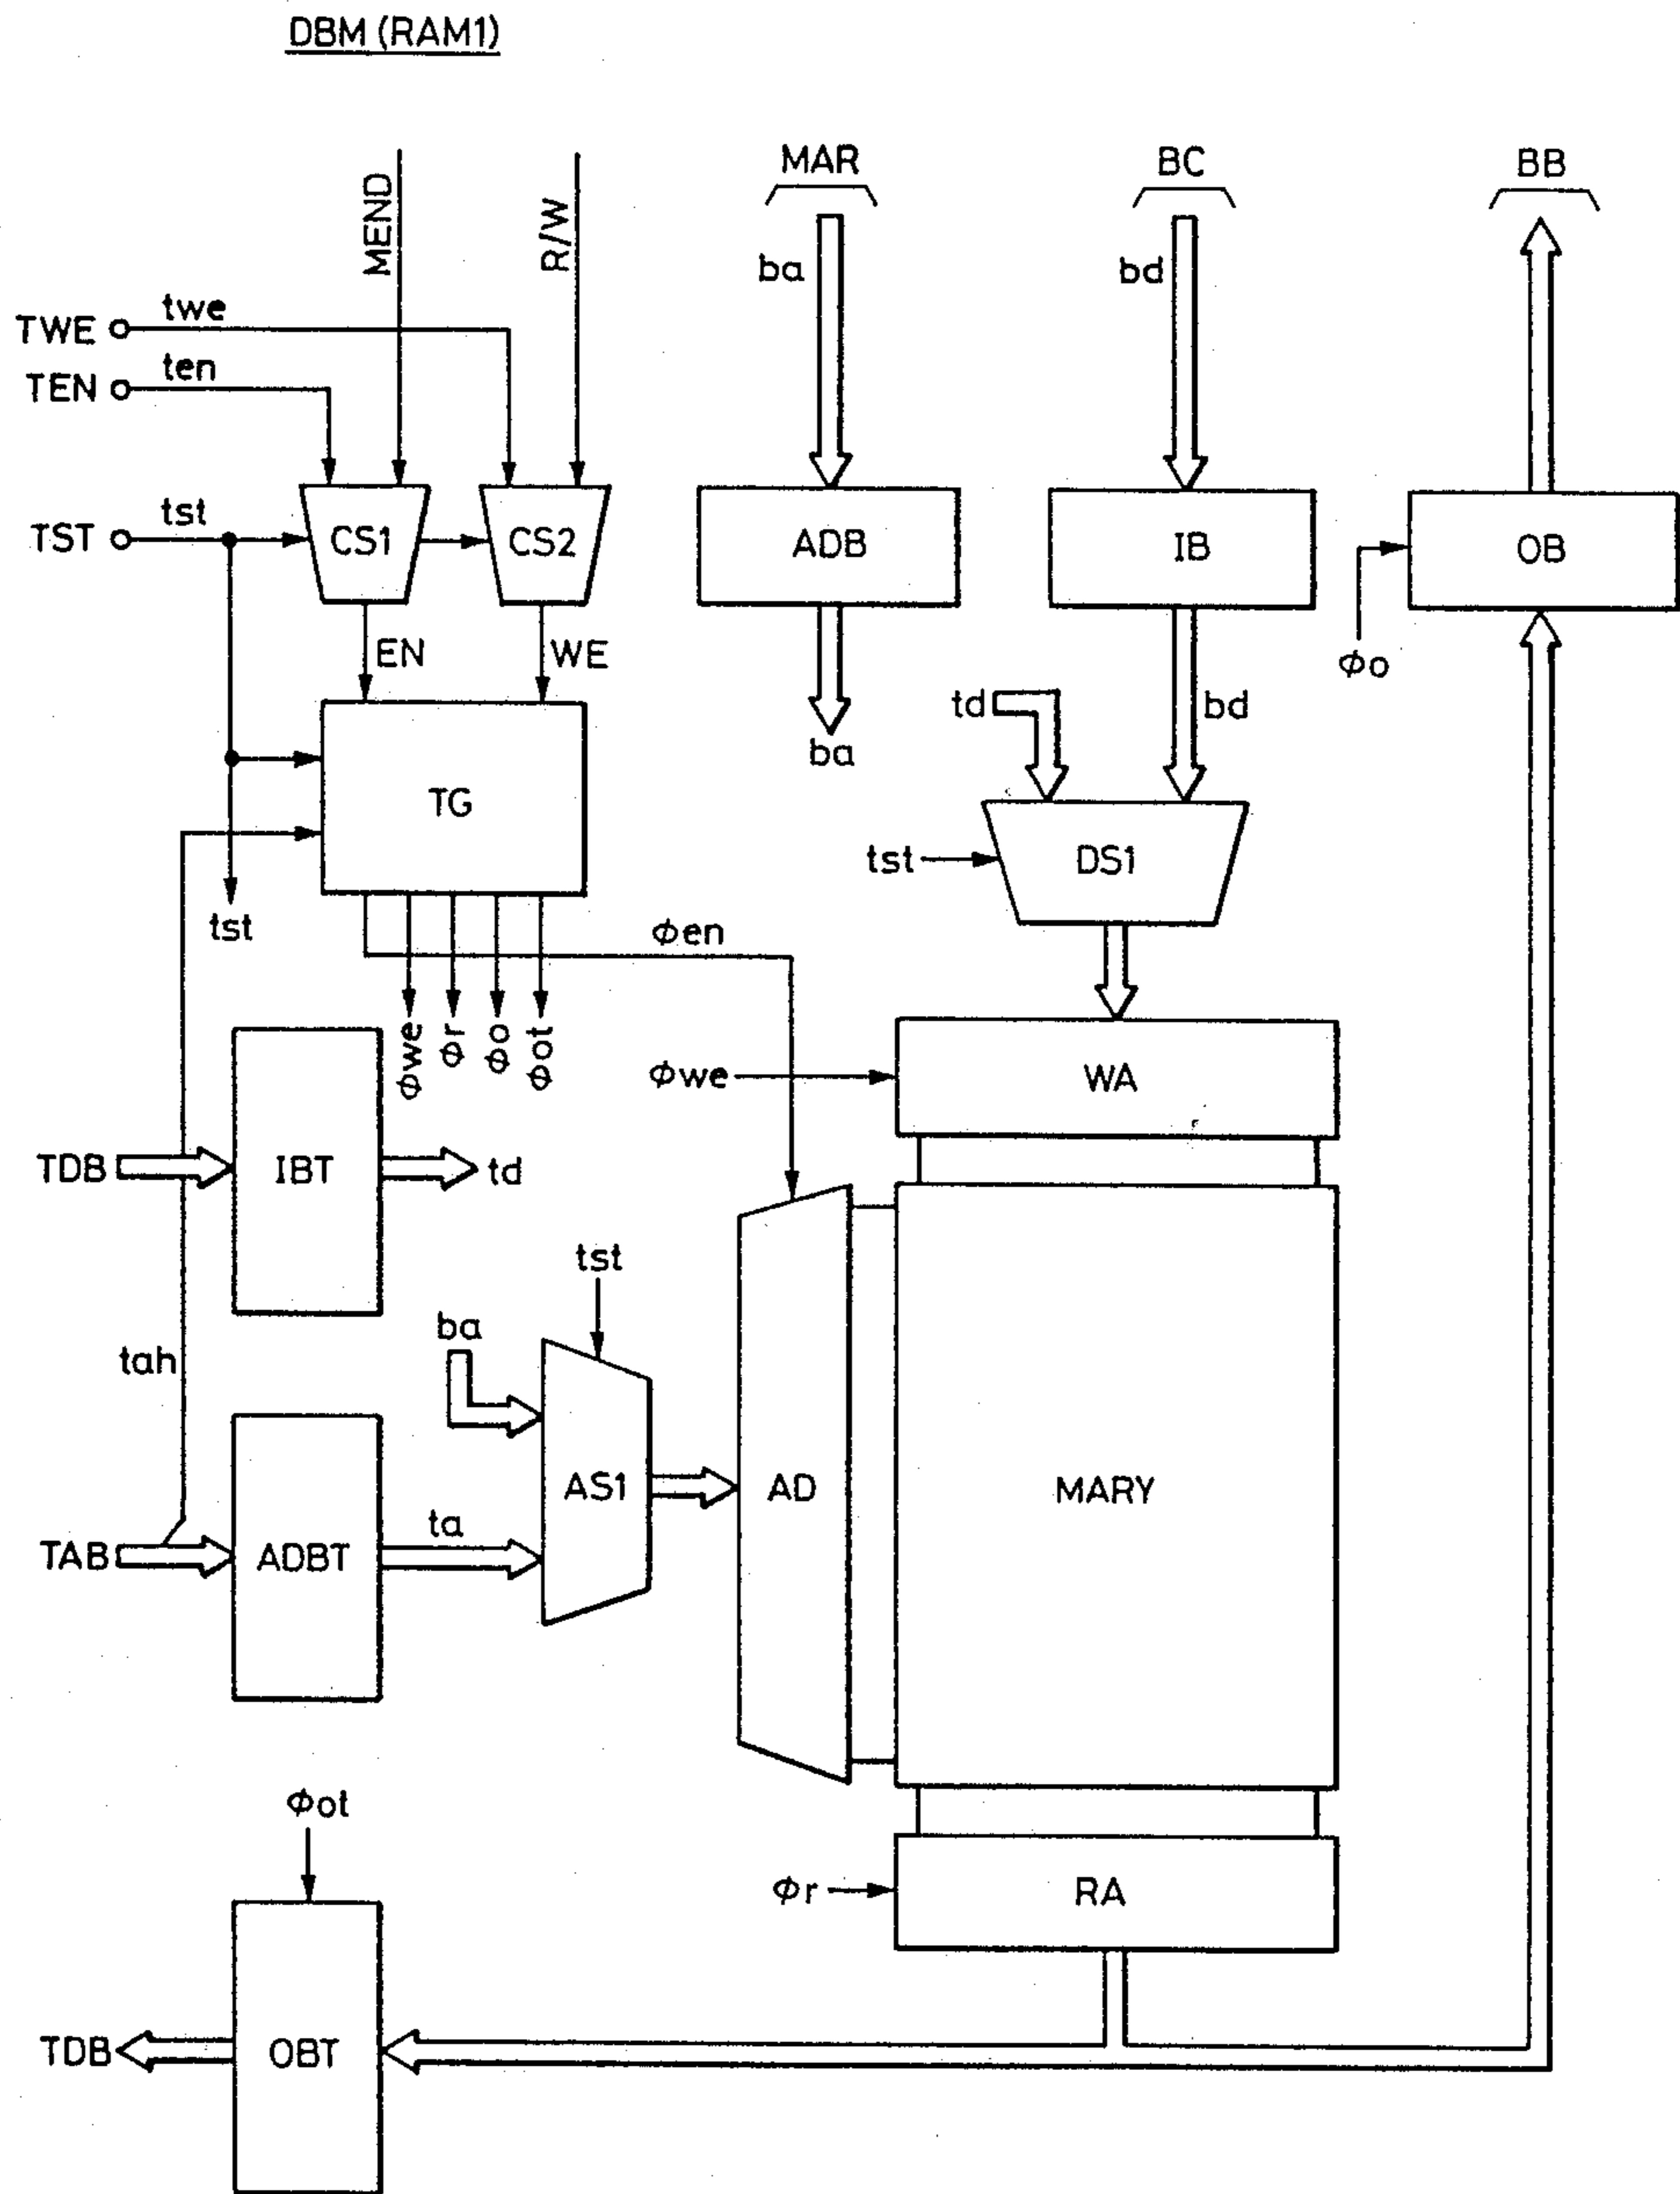 DBM (RAM1)
MAR
BC
BB
MEND
R/W
ba
bd
TWE
twe
TEN
ten
TST
tst
CS1
CS2
ADB
IB
OB
EN
WE
ϕo
td
bd
ba
TG
tst
DS1
tst
ϕen
ϕwe
ϕr
ϕo
ϕot
ϕwe
WA
TDB
IBT
td
tst
ba
tah
AS1
AD
MARY
TAB
ADBT
ta
ϕot
ϕr
RA
TDB
OBT